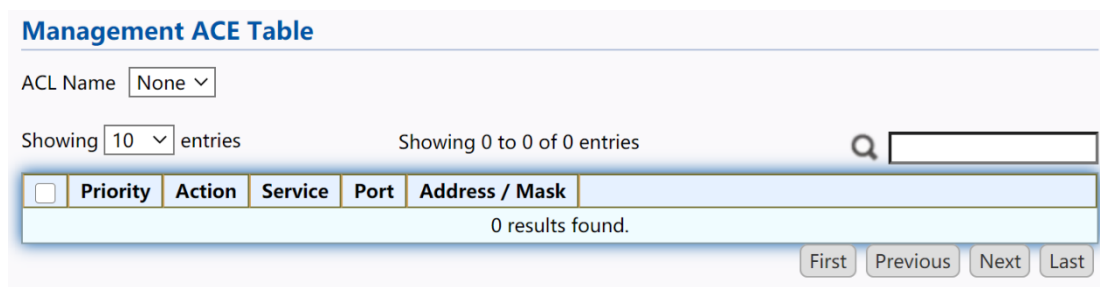 Management ACE Table
ACL Name None
Showing 10 entries Showing 0 to 0 of 0 entries
Priority Action Service Port Address / Mask
0 results found.
First Previous Next Last